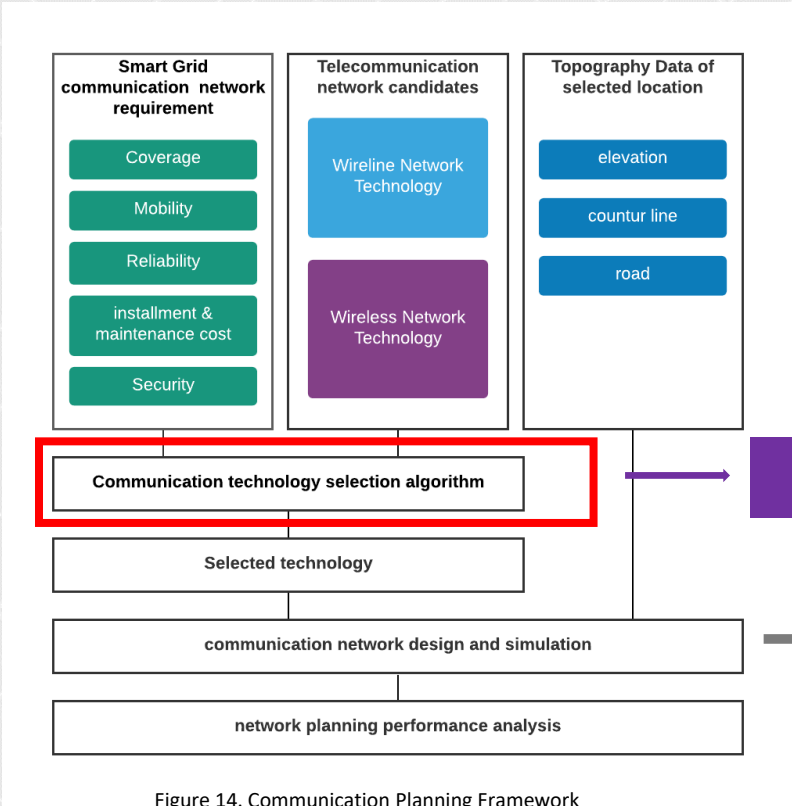 Smart Grid
communication network
requirement
Coverage
Mobility
Reliability
installment &
maintenance cost
Security
Telecommunication
network candidates
Wireline Network
Technology
Wireless Network
Technology
Topography Data of
selected location
elevation
countur line
road
Communication technology selection algorithm
Selected technology
communication network design and simulation
network planning performance analysis
Figure 14. Communication Planning Framework